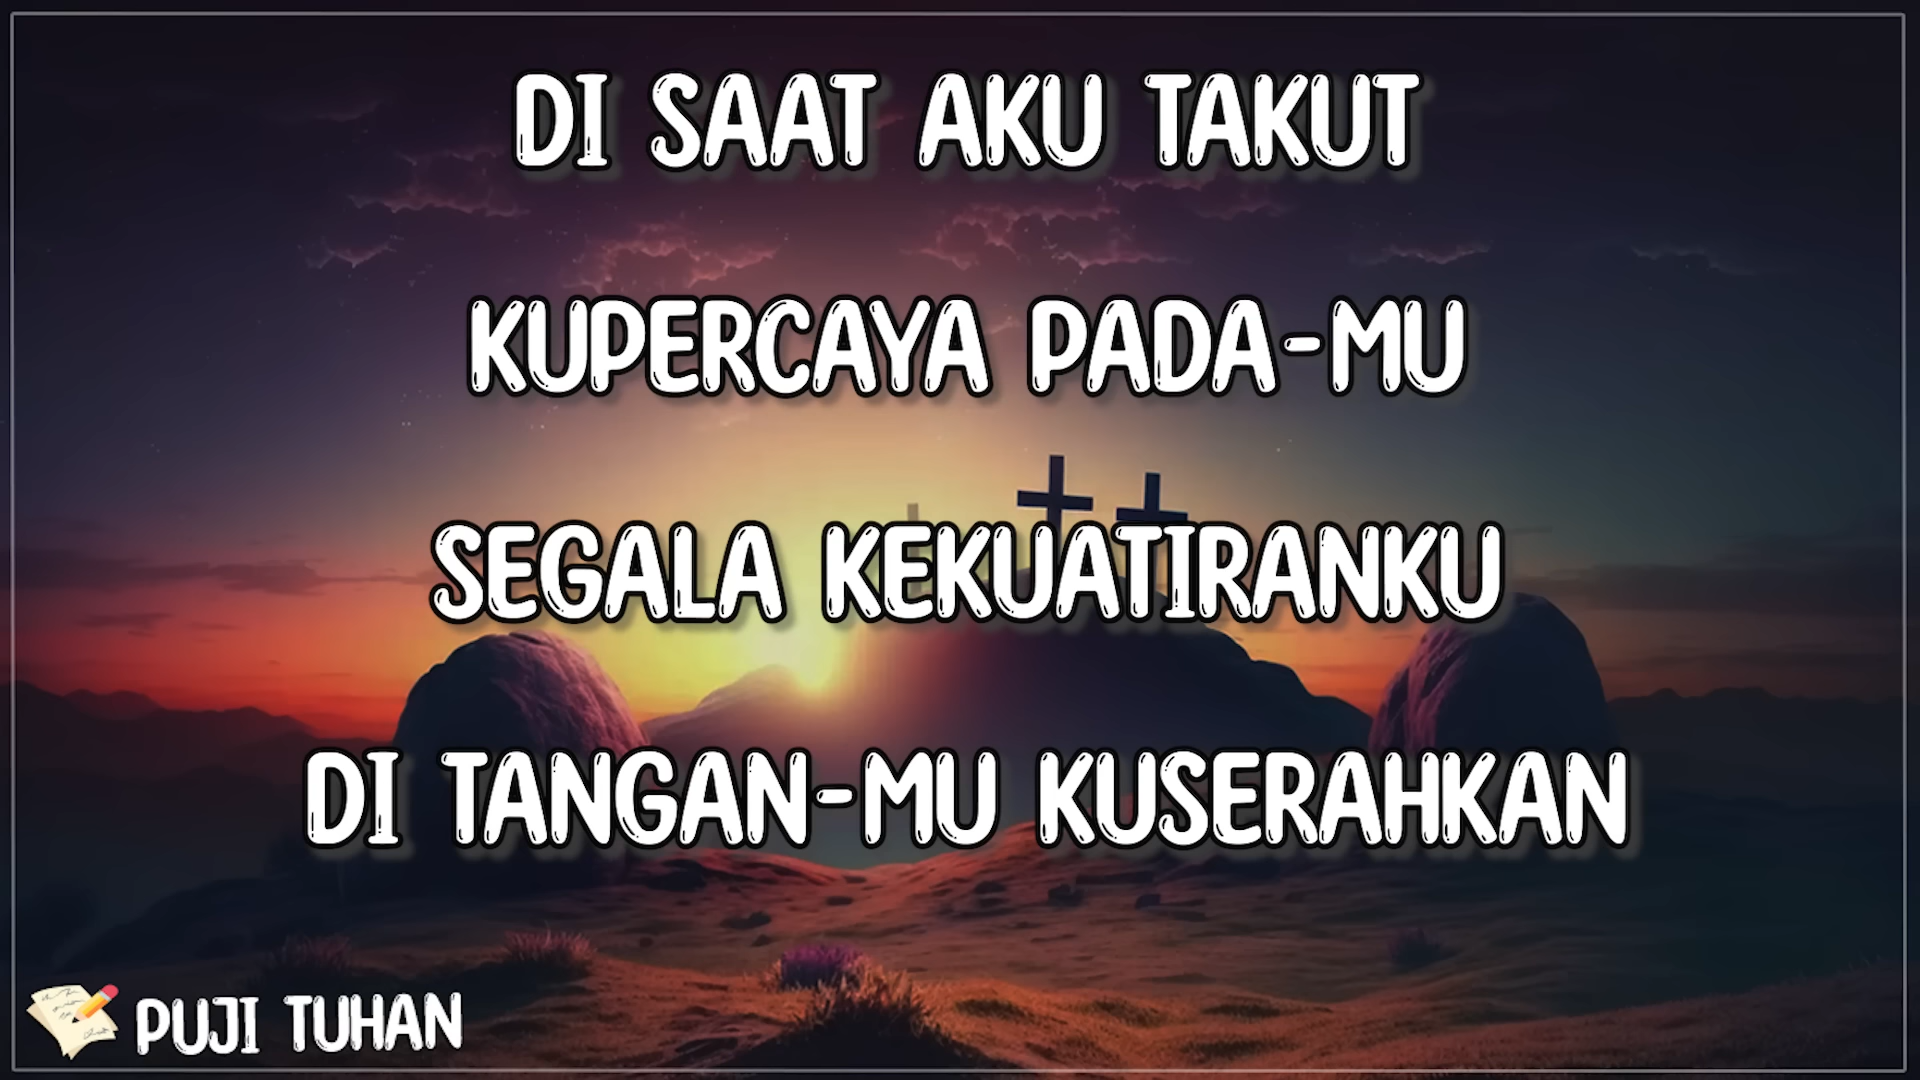 DI SAAT AKU TAKUT
KUPERCAYA PADA-MU
SEGALA KEKUATIRANKU
DI TANGAN-MU KUSERAHKAN
PUJI TUHAN